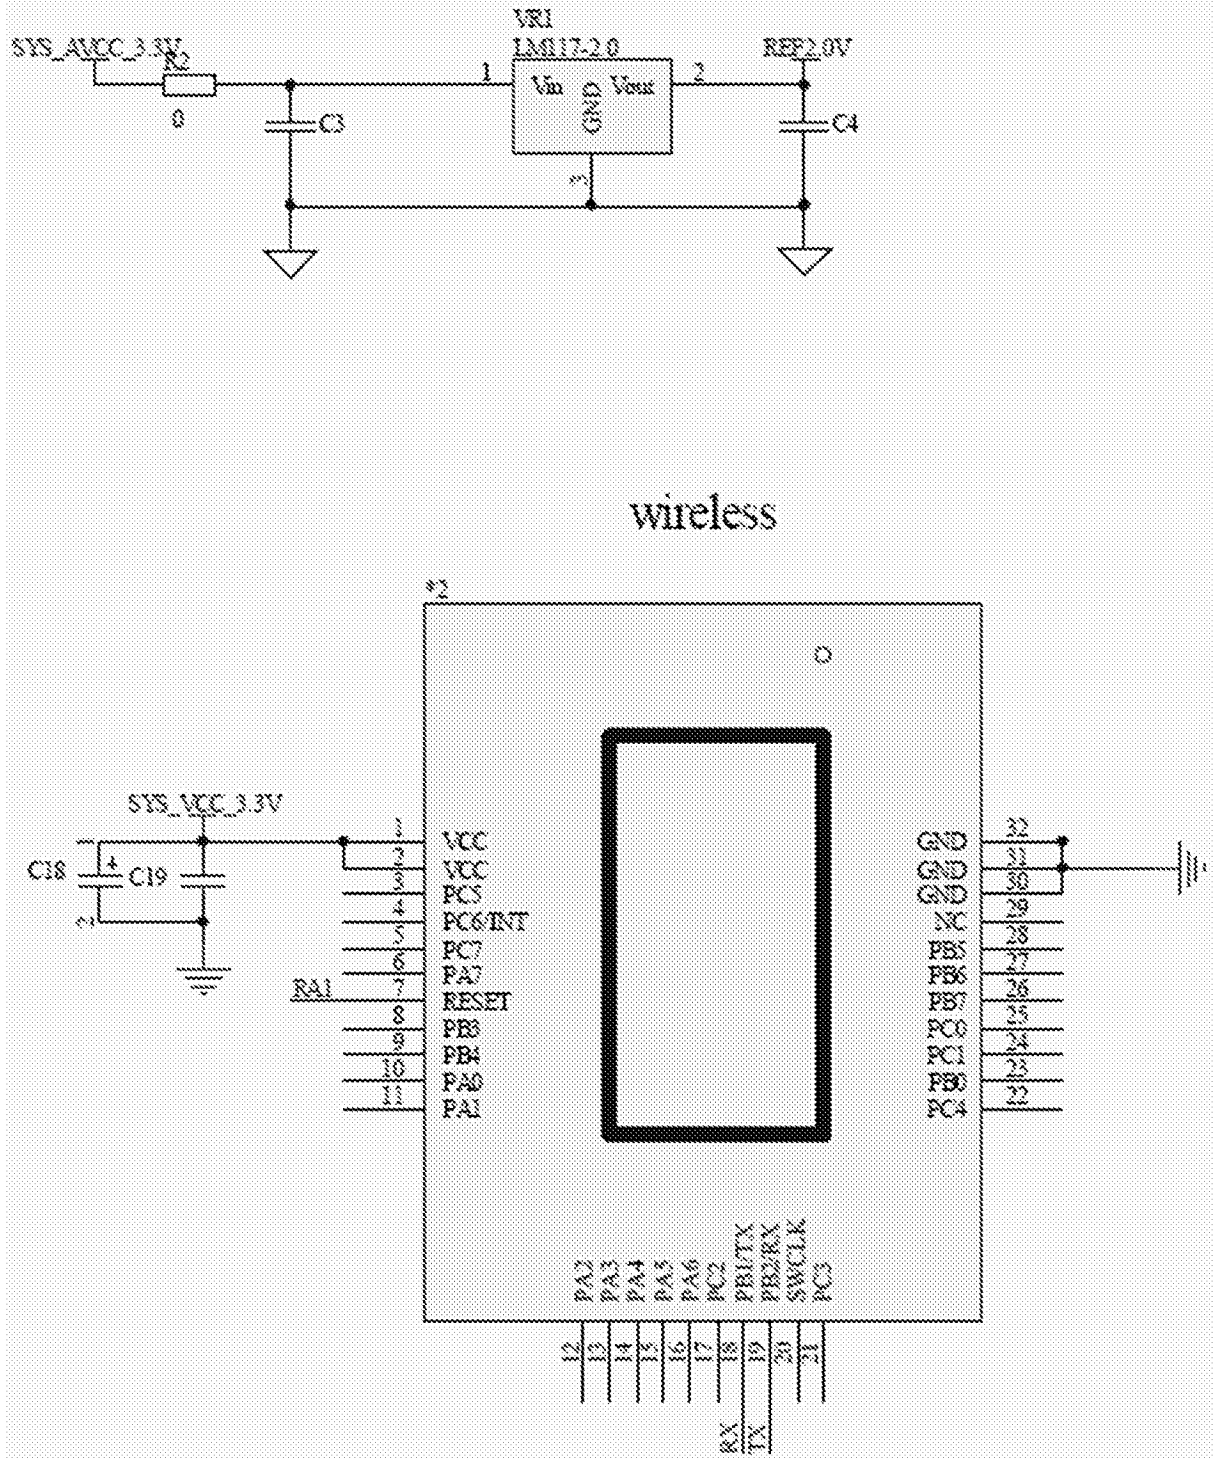 VR1
SYS_AVCC_3.3V
R2
LM117-2.0
REF2.0V
1
Vin
GND
Vout
2
0
C3
C4
3
wireless
*2
SYS_VCC_3.3V
1
C18
+
C19
2
1 VCC
2 VCC
3 PC5
4 PC6/INT
5 PC7
6 PA7
RA1 7 RESET
8 PB3
9 PB4
10 PA0
11 PA1
GND 32
GND 31
GND 30
NC 29
PB5 28
PB6 27
PB7 26
PC0 25
PC1 24
PB0 23
PC4 22
PA2 12
PA3 13
PA4 14
PA5 15
PA6 16
PC2 17
PB1/TX 18 RX
PB2/RX 19 TX
SWCLK 20
PC3 21